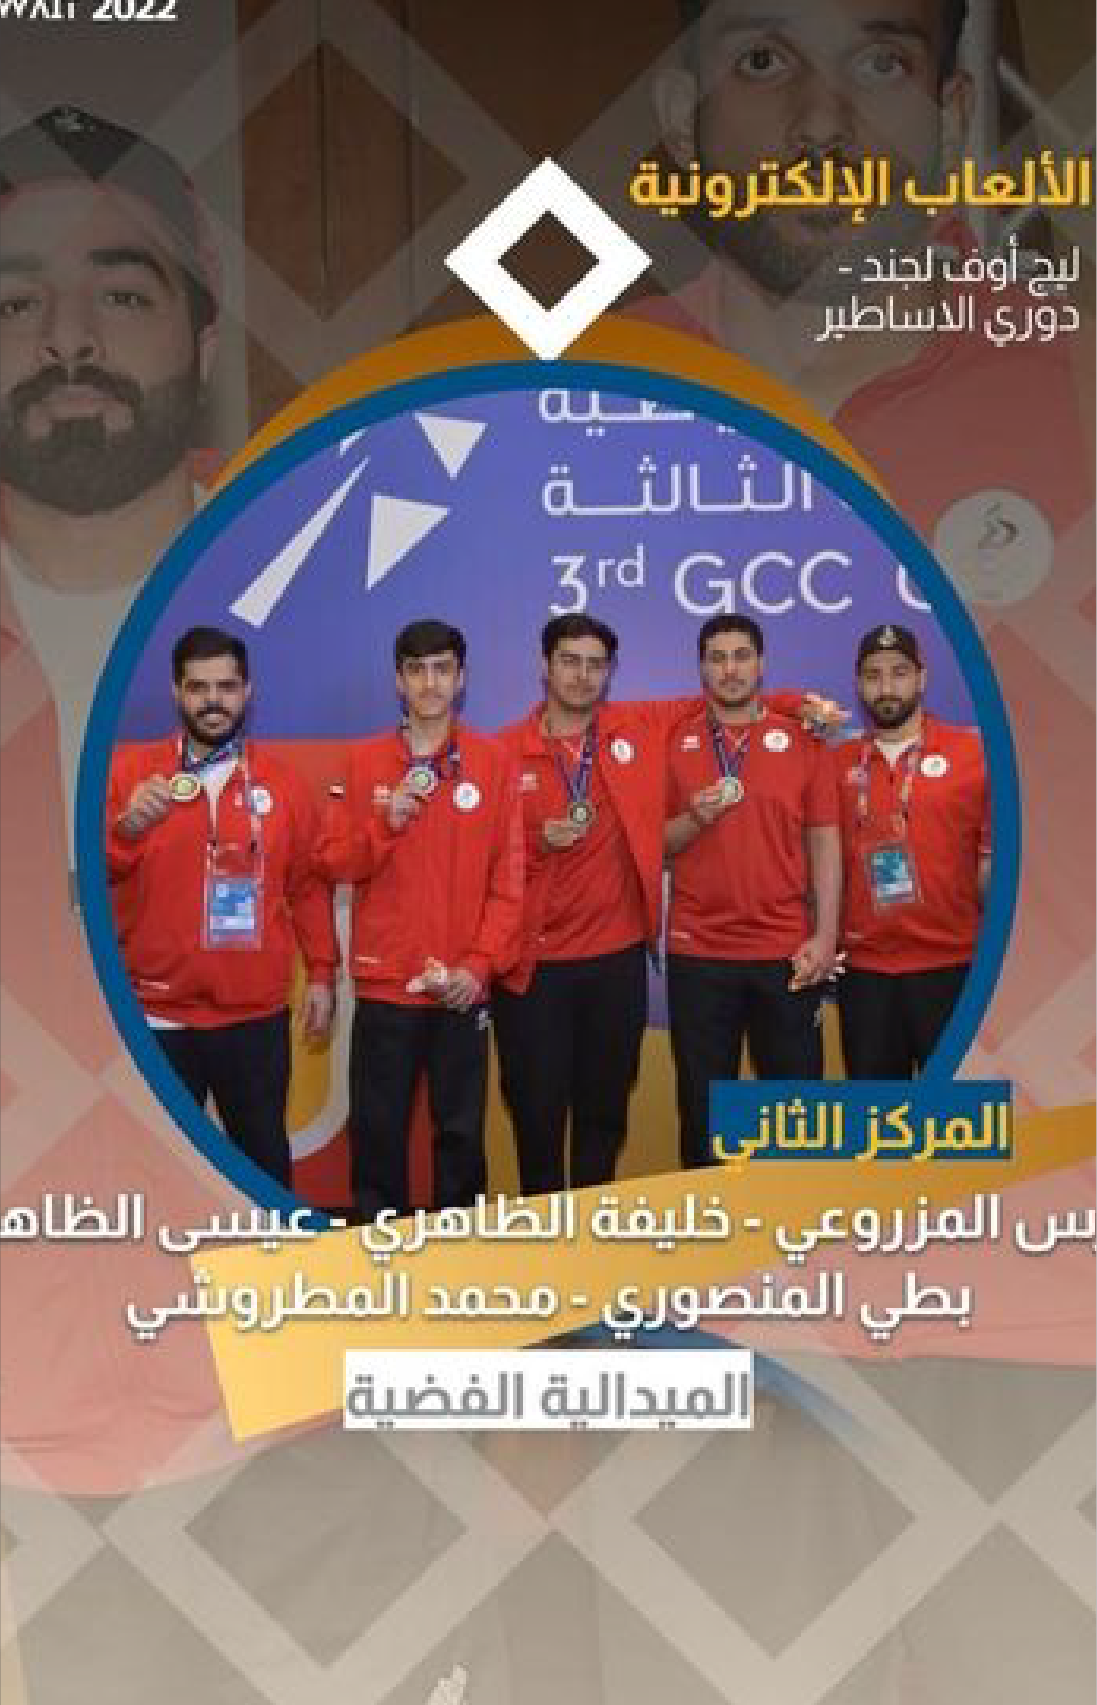 2022
الألعاب الإلكترونية
ليج أوف لجند -
دوري الاساطير
الثالثة
3rd GCC
المركز الثاني
المزروعي - خليفة الظاهري - عيسى
بطي المنصوري - محمد المطروشي
الميدالية الفضية